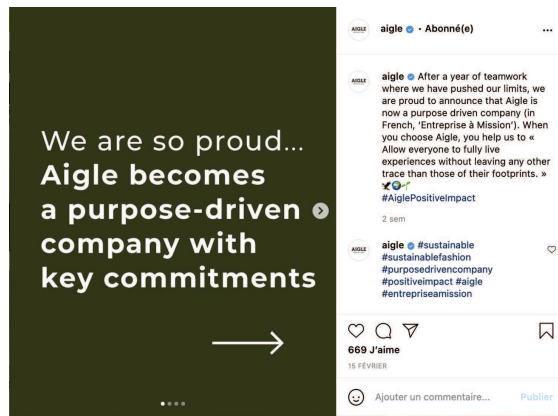 We are so proud...
Aigle becomes
a purpose-driven
company with
key commitments
AIGLE
aigle • Abonné(e)
AIGLE
aigle After a year of teamwork
where we have pushed our limits, we
are proud to announce that Aigle is
now a purpose driven company (in
French, ‘Entreprise à Mission’). When
you choose Aigle, you help us to «
Allow everyone to fully live
experiences without leaving any other
trace than those of their footprints. »
🦅🌍🌱
#AiglePositiveImpact
2 sem
AIGLE
aigle #sustainable
#sustainablefashion
#purposedrivencompany
#positiveimpact #aigle
#entrepriseamission
669 J’aime
15 FÉVRIER
Ajouter un commentaire... Publier